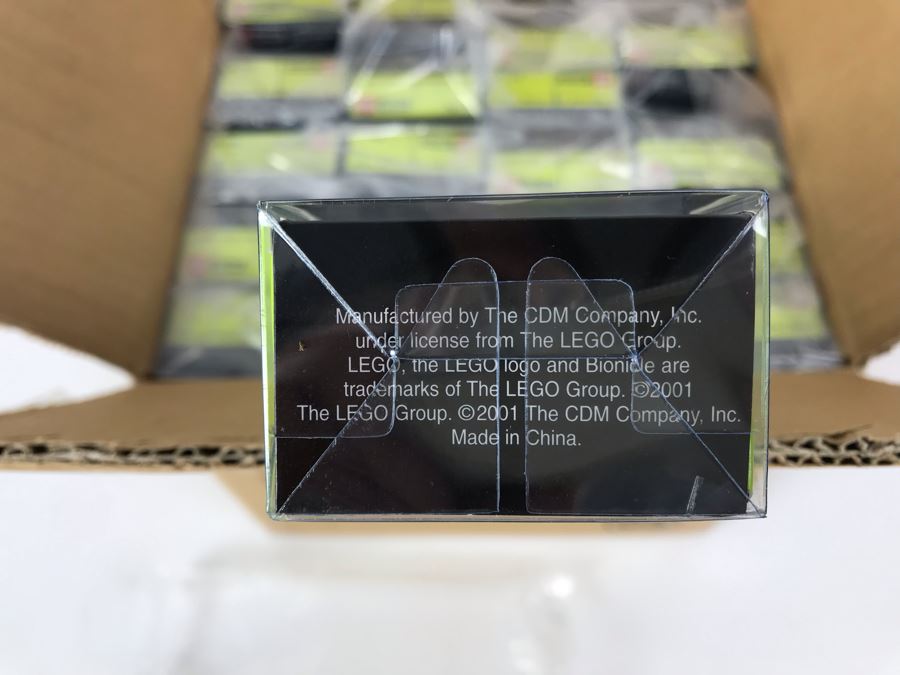 Manufactured by The CDM Company, Inc.
under license from The LEGO Group.
LEGO, the LEGO logo and Bionicle are
trademarks of The LEGO Group. ©2001
The LEGO Group. ©2001 The CDM Company, Inc.
Made in China.